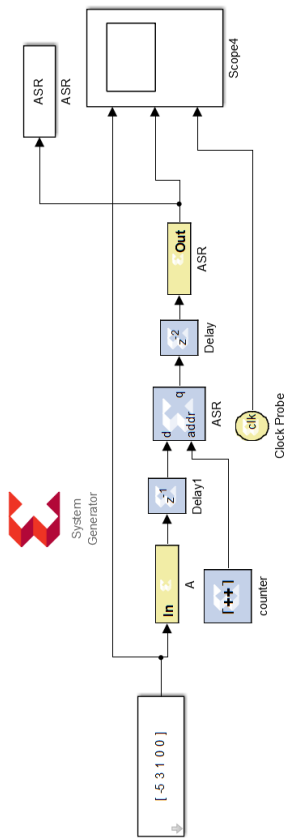 [ -5 3 1 0 0 ]
System
Generator
In
A
[++]
counter
z-1
Delay1
d
q
addr
ASR
z-2
Delay
Out
ASR
clk
Clock Probe
ASR
ASR
Scope4